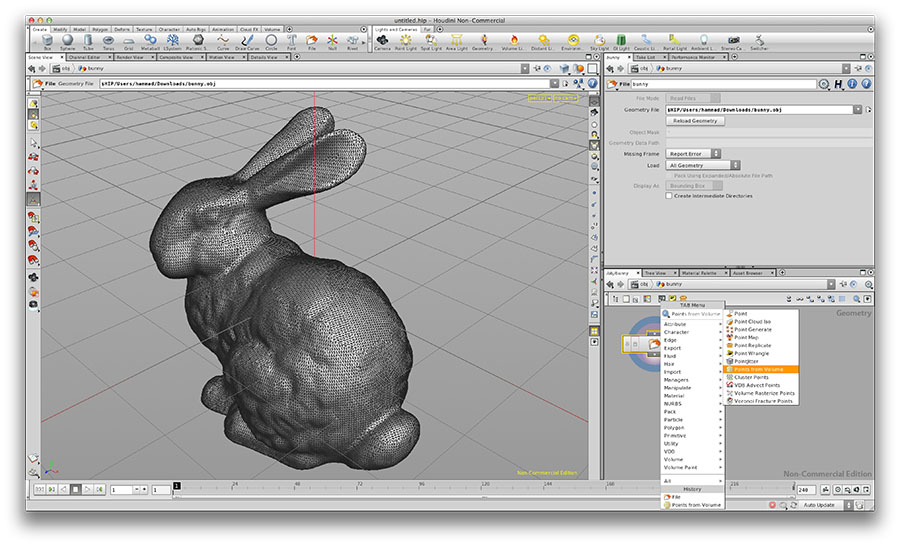 untitled.hip - Houdini Non-Commercial
Create Modify Model Polygon Deform Texture Character Auto Rigs Animation Cloud FX Volume
Lights and Cameras
Box Sphere Tube Torus Grid Metaball LSystem Platonic S... Curve Draw Curve Circle Font File Null Rivet
Camera Point Light Spot Light Area Light Geometry... Volume Li... Distant Li... Environm... Sky Light GI Light Caustic Li... Portal Light Ambient L... Stereo Ca... Switcher
Scene View Channel Editor Render View Composite View Motion View Details View
obj bunny
File Geometry File $HIP/Users/hammad/Downloads/bunny.obj
Non-Commercial Edition
bunny Take List Performance Monitor
obj bunny
File bunny
File Mode Read Files
Geometry File $HIP/Users/hammad/Downloads/bunny.obj
Reload Geometry
Object Mask
Geometry Data Path
Missing Frame Report Error
Load All Geometry
Pack Using Expanded/Absolute File Path
Display As Bounding Box
Create Intermediate Directories
/obj/bunny Tree View Material Palette Asset Browser
obj bunny
Geometry
TAB Menu
Points from Volume
Attribute
Character
Edge
Export
Fluid
Hair
Import
Managers
Manipulate
Material
NURBS
Pack
Particle
Polygon
Primitive
Utility
VDB
Volume
Volume Paint
All
History
File
Points from Volume
Point
Point Cloud Iso
Point Generate
Point Map
Point Replicate
Point Wrangle
PointJitter
Points from Volume
Cluster Points
VDB Advect Points
Volume Rasterize Points
Voronoi Fracture Points
Non-Commercial Edition
1 1 1 24 48 72 96 120 144 168 216 240
Auto Update